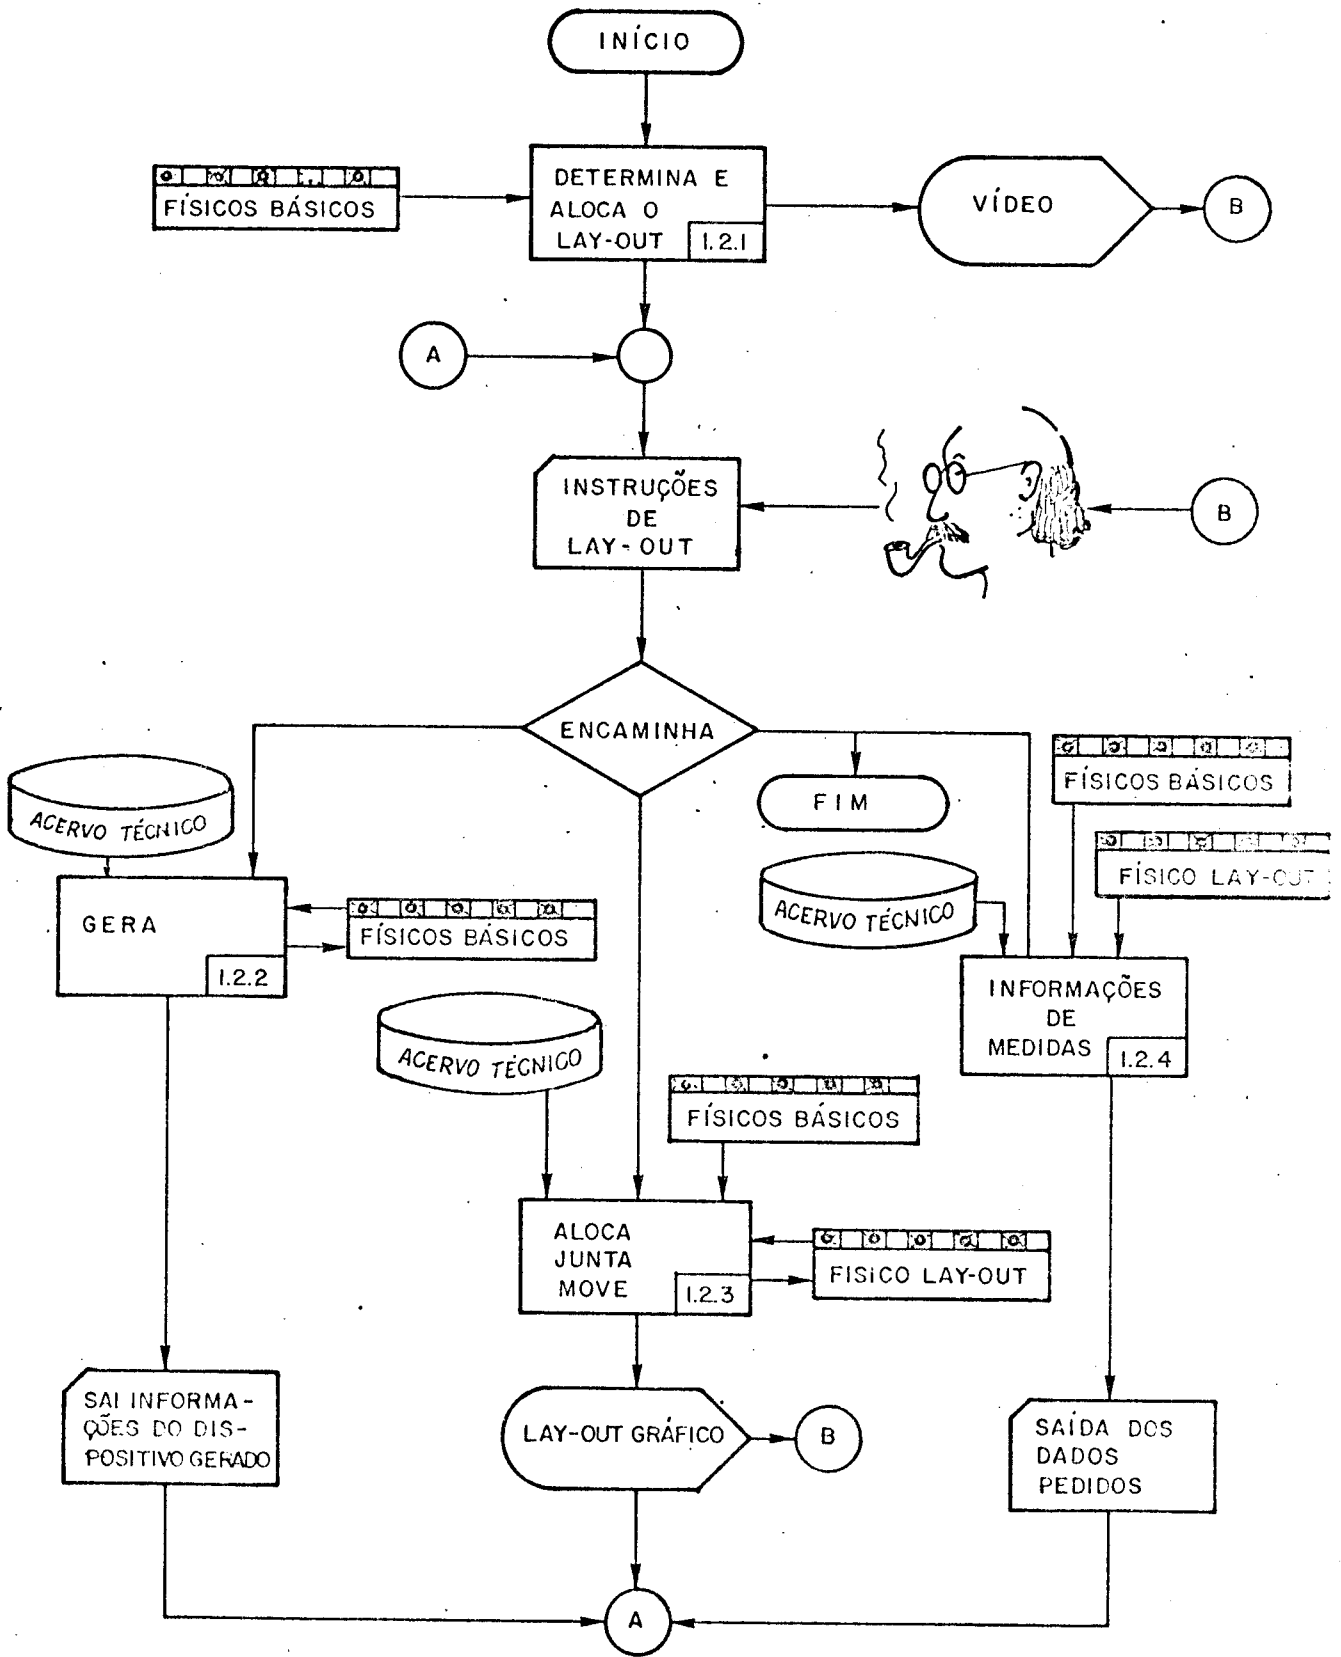 INÍCIO
FÍSICOS BÁSICOS
DETERMINA E
ALOCA O
LAY-OUT
1.2.1
VÍDEO
B
A
INSTRUÇÕES
DE
LAY-OUT
B
ENCAMINHA
FIM
FÍSICOS BÁSICOS
FÍSICO LAY-OUT
ACERVO TÉCNICO
ACERVO TÉCNICO
GERA
1.2.2
FÍSICOS BÁSICOS
INFORMAÇÕES
DE
MEDIDAS
1.2.4
ACERVO TÉCNICO
FÍSICOS BÁSICOS
ALOCA
JUNTA
MOVE
1.2.3
FISICO LAY-OUT
SAI INFORMA-
ÇÕES DO DIS-
POSITIVO GERADO
LAY-OUT GRÁFICO
B
SAÍDA DOS
DADOS
PEDIDOS
A